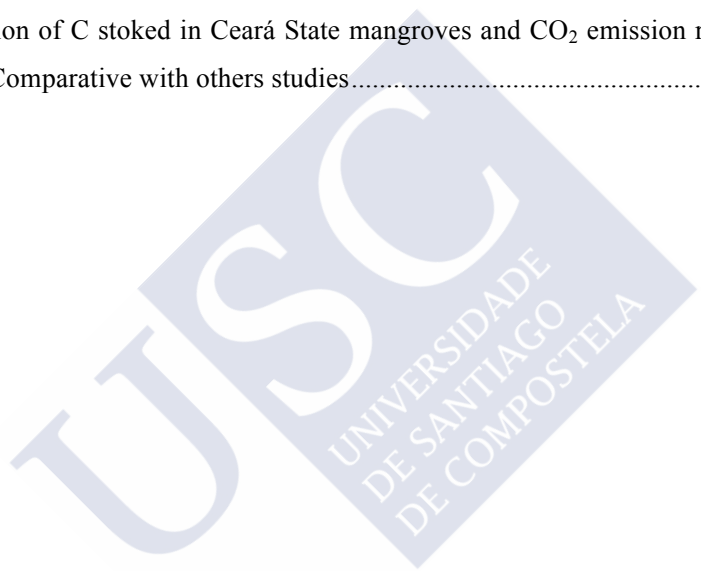 ion of C stoked in Ceará State mangroves and CO₂ emission
Comparative with others studies
USC
UNIVERSIDADE
DE SANTIAGO
DE COMPOSTELA